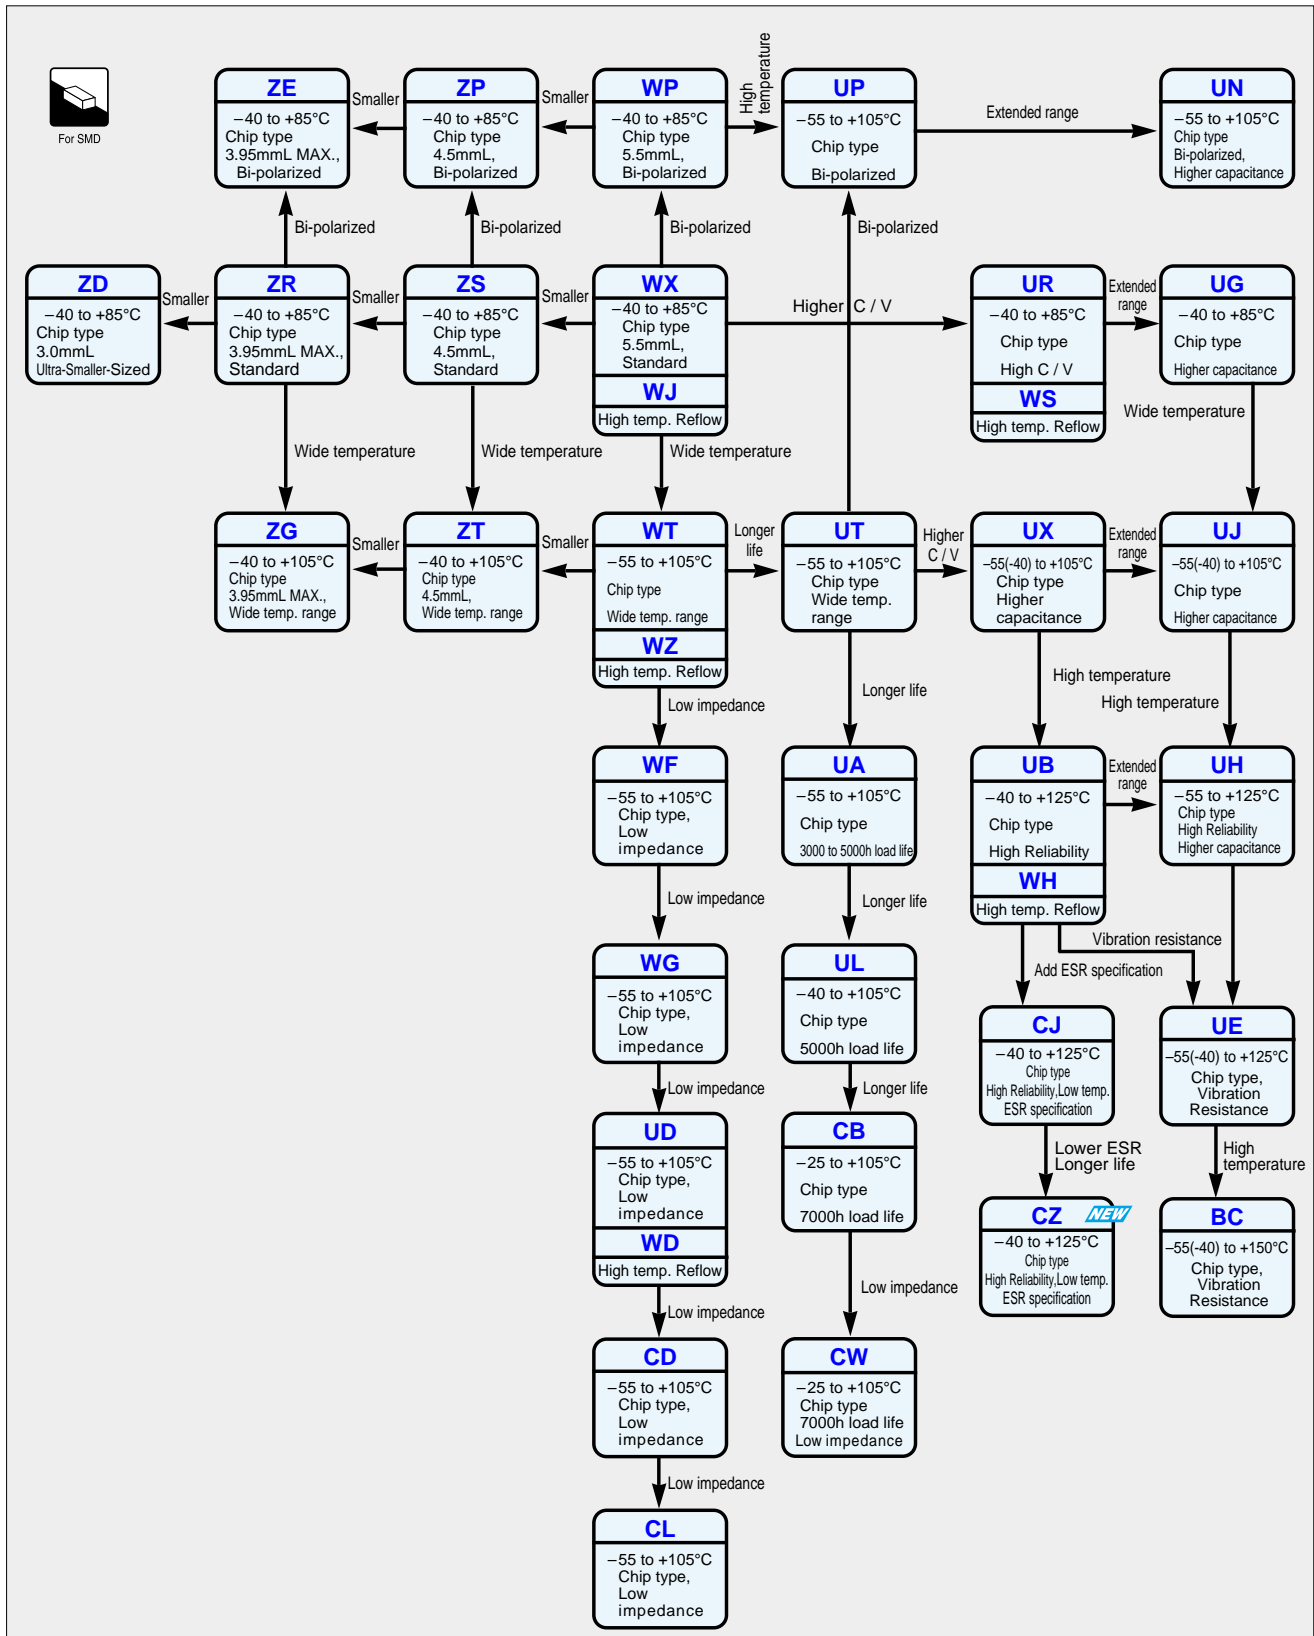 For SMD
ZE
–40 to +85°C
Chip type
3.95mmL MAX.,
Bi-polarized
Smaller
ZP
–40 to +85°C
Chip type
4.5mmL,
Bi-polarized
Smaller
WP
–40 to +85°C
Chip type
5.5mmL,
Bi-polarized
High
temperature
UP
–55 to +105°C
Chip type
Bi-polarized
Extended range
UN
–55 to +105°C
Chip type
Bi-polarized,
Higher capacitance
Bi-polarized
Bi-polarized
Bi-polarized
Bi-polarized
ZD
–40 to +85°C
Chip type
3.0mmL
Ultra-Smaller-Sized
Smaller
ZR
–40 to +85°C
Chip type
3.95mmL MAX.,
Standard
Smaller
ZS
–40 to +85°C
Chip type
4.5mmL,
Standard
Smaller
WX
–40 to +85°C
Chip type
5.5mmL,
Standard
WJ
High temp. Reflow
Higher C / V
UR
–40 to +85°C
Chip type
High C / V
WS
High temp. Reflow
Extended
range
UG
–40 to +85°C
Chip type
Higher capacitance
Wide temperature
Wide temperature
Wide temperature
Wide temperature
ZG
–40 to +105°C
Chip type
3.95mmL MAX.,
Wide temp. range
Smaller
ZT
–40 to +105°C
Chip type
4.5mmL,
Wide temp. range
Smaller
WT
–55 to +105°C
Chip type
Wide temp. range
WZ
High temp. Reflow
Longer
life
UT
–55 to +105°C
Chip type
Wide temp.
range
Higher
C / V
UX
–55(-40) to +105°C
Chip type
Higher
capacitance
Extended
range
UJ
–55(-40) to +105°C
Chip type
Higher capacitance
Low impedance
Longer life
High temperature
High temperature
WF
–55 to +105°C
Chip type,
Low
impedance
UA
–55 to +105°C
Chip type
3000 to 5000h load life
UB
–40 to +125°C
Chip type
High Reliability
WH
High temp. Reflow
Extended
range
UH
–55 to +125°C
Chip type
High Reliability
Higher capacitance
Low impedance
Longer life
Vibration resistance
Add ESR specification
WG
–55 to +105°C
Chip type,
Low
impedance
UL
–40 to +105°C
Chip type
5000h load life
CJ
–40 to +125°C
Chip type
High Reliability,Low temp.
ESR specification
UE
–55(-40) to +125°C
Chip type,
Vibration
Resistance
Low impedance
Longer life
Lower ESR
Longer life
High
temperature
UD
–55 to +105°C
Chip type,
Low
impedance
WD
High temp. Reflow
CB
–25 to +105°C
Chip type
7000h load life
CZ
NEW
–40 to +125°C
Chip type
High Reliability,Low temp.
ESR specification
BC
–55(-40) to +150°C
Chip type,
Vibration
Resistance
Low impedance
Low impedance
CD
–55 to +105°C
Chip type,
Low
impedance
CW
–25 to +105°C
Chip type
7000h load life
Low impedance
Low impedance
CL
–55 to +105°C
Chip type,
Low
impedance